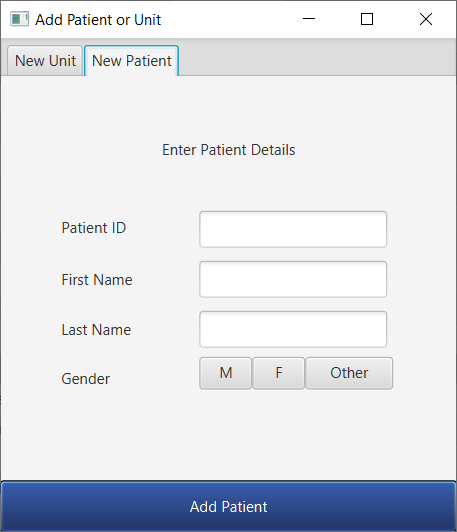 Add Patient or Unit
New Unit New Patient
Enter Patient Details
Patient ID
First Name
Last Name
Gender M F Other
Add Patient